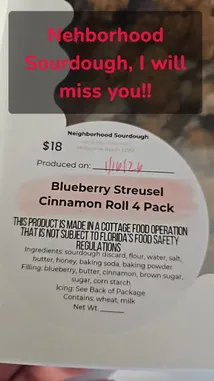 Nehborhood
Sourdough, I will
miss you!!
Neighborhood Sourdough
$18
Produced on: 1/16/26
Blueberry Streusel
Cinnamon Roll 4 Pack
THIS PRODUCT IS MADE IN A COTTAGE FOOD OPERATION
THAT IS NOT SUBJECT TO FLORIDA'S FOOD SAFETY
REGULATIONS
Ingredients: sourdough discard, flour, water, salt,
butter, honey, baking soda, baking powder
Filling: blueberry, butter, cinnamon, brown sugar,
sugar, corn starch
Icing: See Back of Package
Contains: wheat, milk
Net Wt.